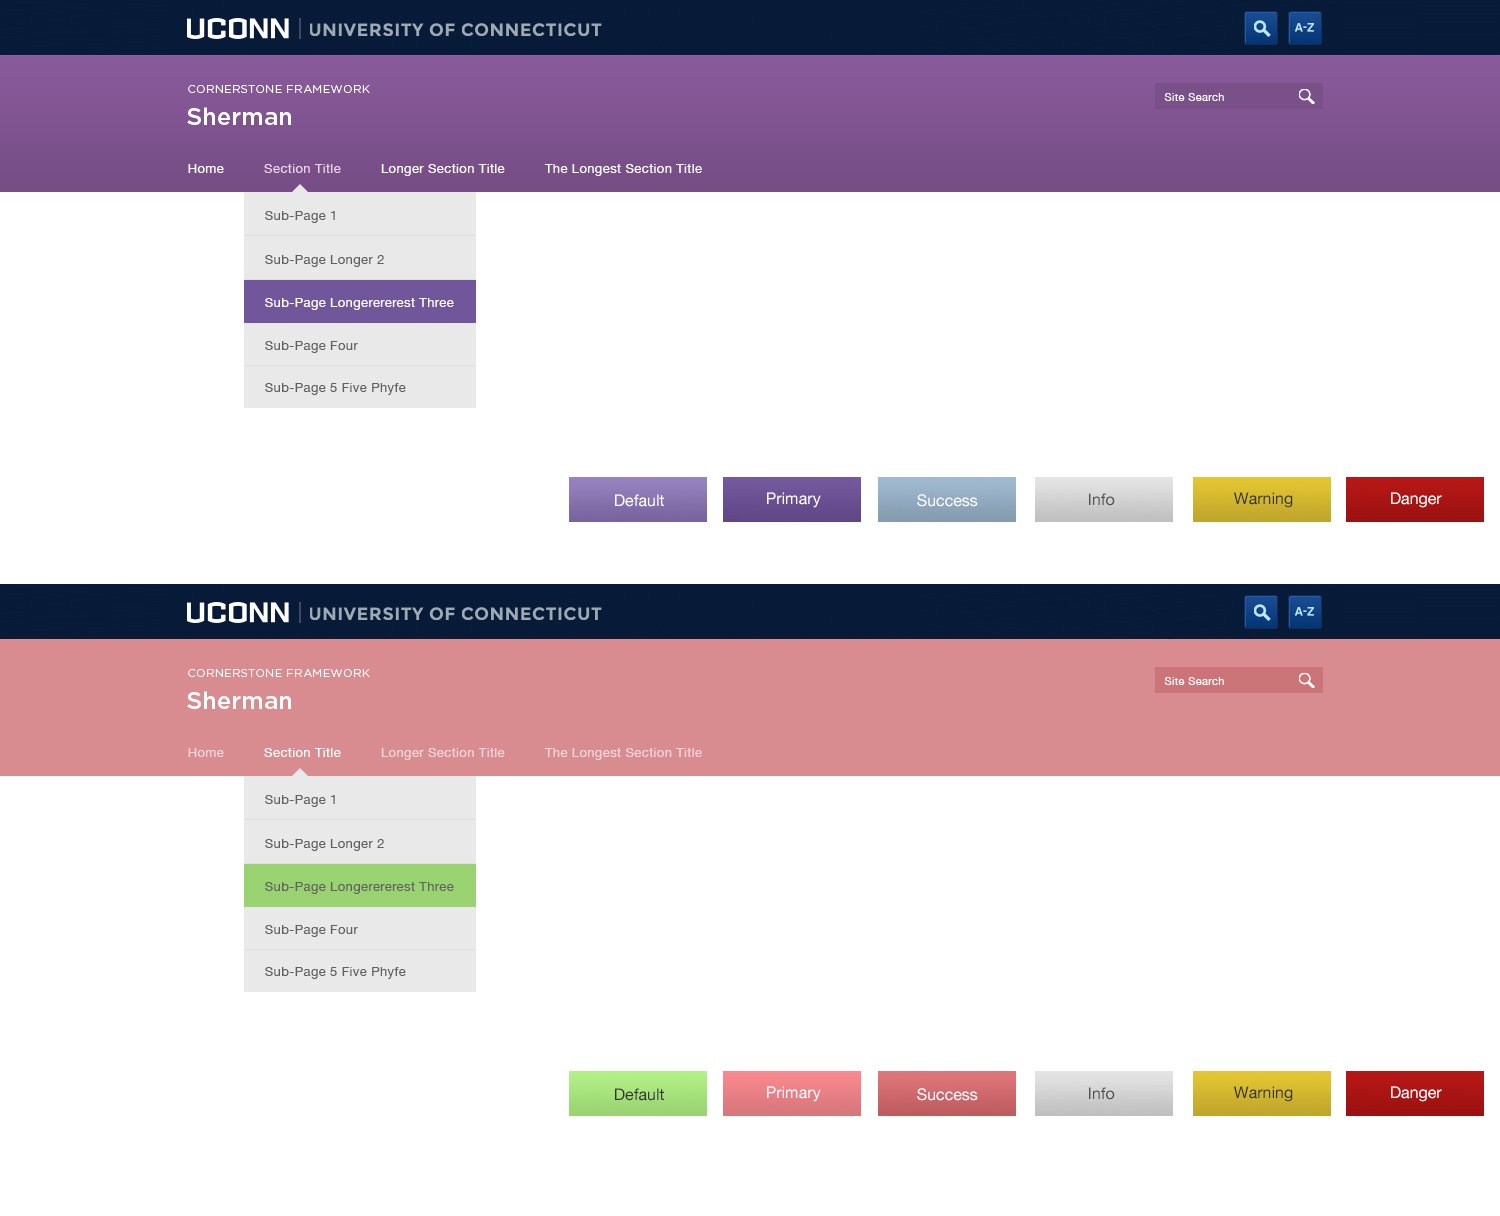 UCONN | UNIVERSITY OF CONNECTICUT
A-Z
CORNERSTONE FRAMEWORK
Site Search
Sherman
Home Section Title Longer Section Title The Longest Section Title
Sub-Page 1
Sub-Page Longer 2
Sub-Page Longerererest Three
Sub-Page Four
Sub-Page 5 Five Phyfe
Default Primary Success Info Warning Danger
UCONN | UNIVERSITY OF CONNECTICUT
A-Z
CORNERSTONE FRAMEWORK
Site Search
Sherman
Home Section Title Longer Section Title The Longest Section Title
Sub-Page 1
Sub-Page Longer 2
Sub-Page Longerererest Three
Sub-Page Four
Sub-Page 5 Five Phyfe
Default Primary Success Info Warning Danger